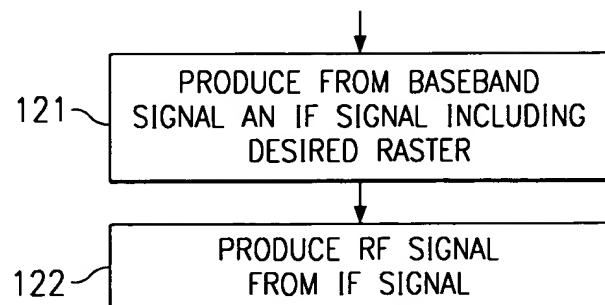 PRODUCE FROM BASEBAND
121
SIGNAL AN IF SIGNAL INCLUDING
DESIRED RASTER
PRODUCE RF SIGNAL
122
FROM IF SIGNAL